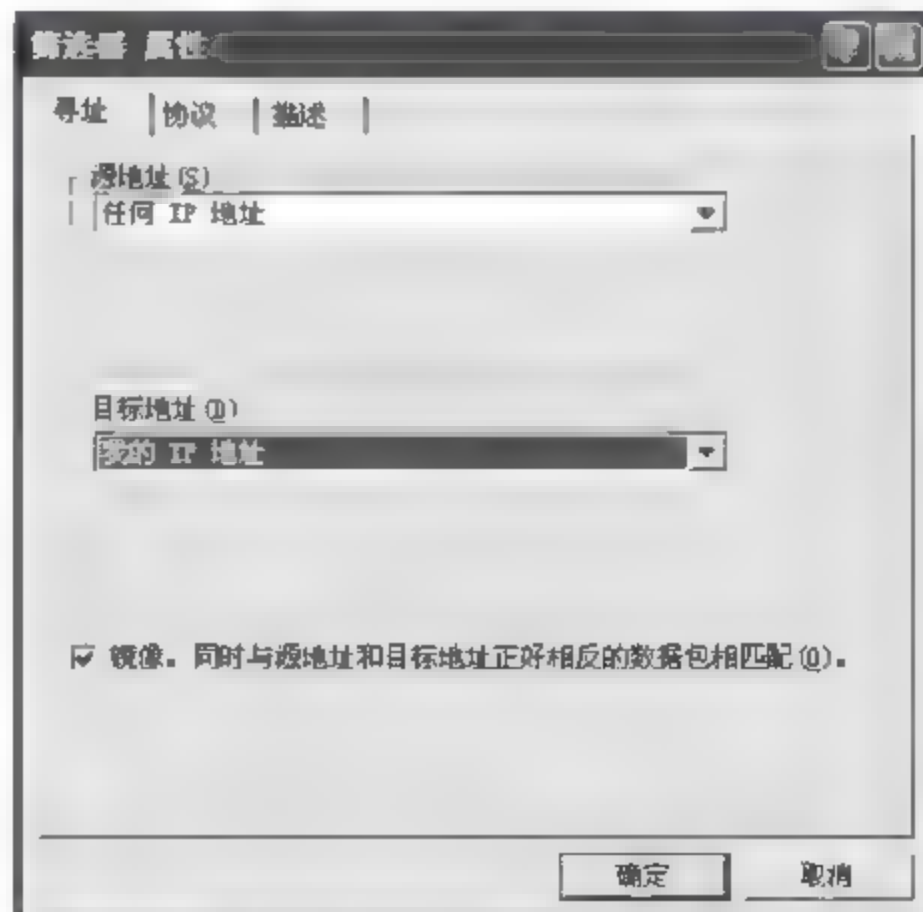 筛选器 属性
寻址 协议 描述
源地址(S)
任何 IP 地址
目标地址(D)
我的 IP 地址
镜像。同时与源地址和目标地址正好相反的数据包相匹配(O)。
确定 取消